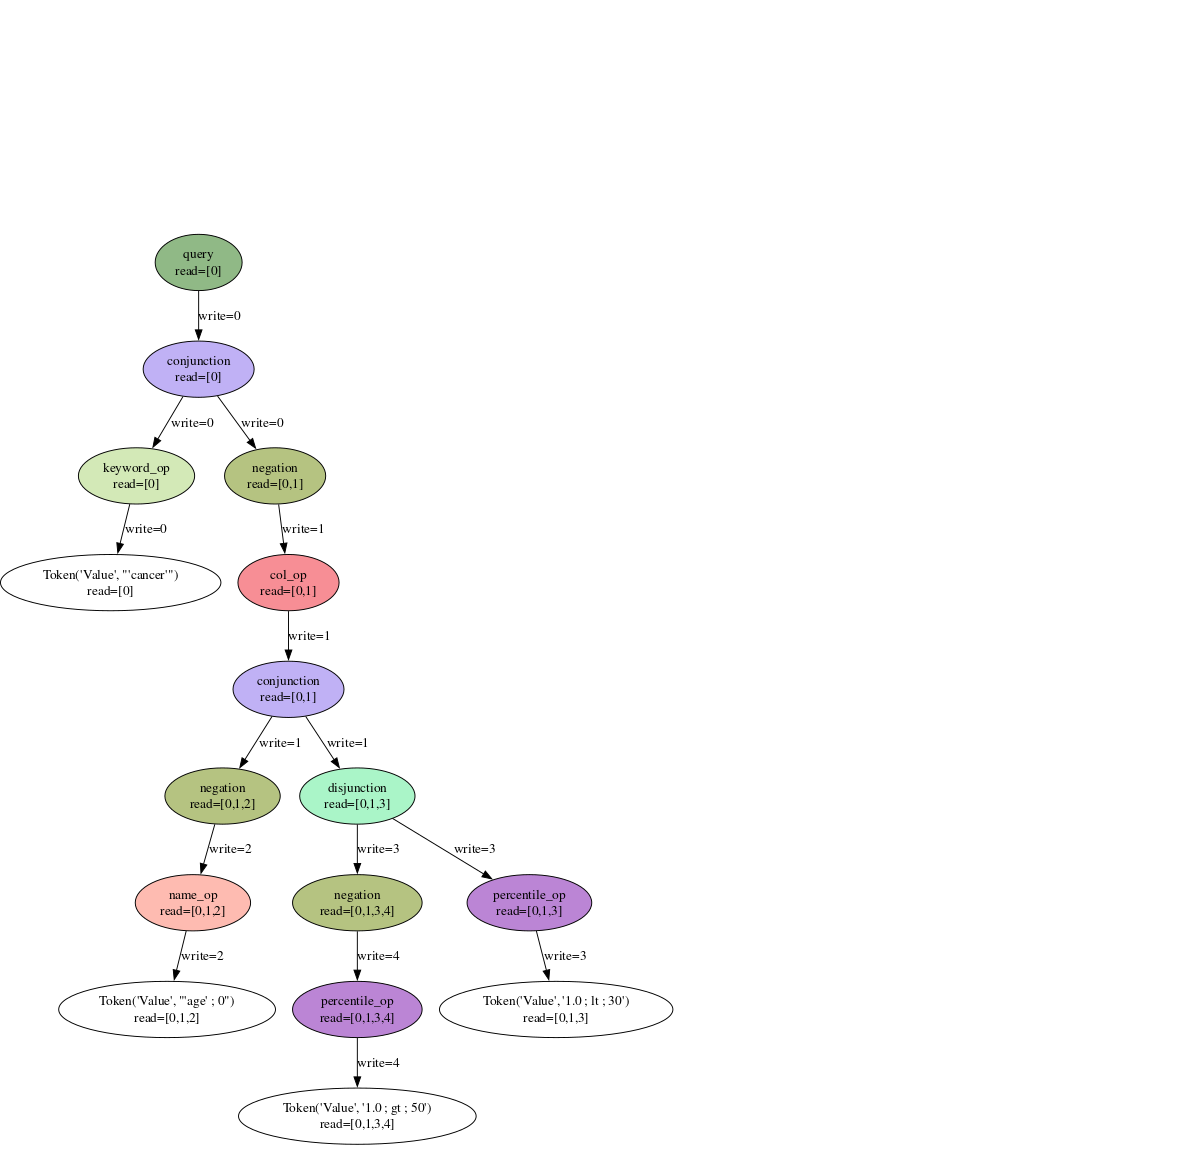 query
read=[0]
write=0
conjunction
read=[0]
write=0
write=0
keyword_op
read=[0]
negation
read=[0,1]
write=0
write=1
Token('Value', "'cancer'")
read=[0]
col_op
read=[0,1]
write=1
conjunction
read=[0,1]
write=1
write=1
negation
read=[0,1,2]
disjunction
read=[0,1,3]
write=2
write=3
write=3
name_op
read=[0,1,2]
negation
read=[0,1,3,4]
percentile_op
read=[0,1,3]
write=2
write=4
write=3
Token('Value', "'age' ; 0")
read=[0,1,2]
percentile_op
read=[0,1,3,4]
Token('Value', '1.0 ; lt ; 30')
read=[0,1,3]
write=4
Token('Value', '1.0 ; gt ; 50')
read=[0,1,3,4]